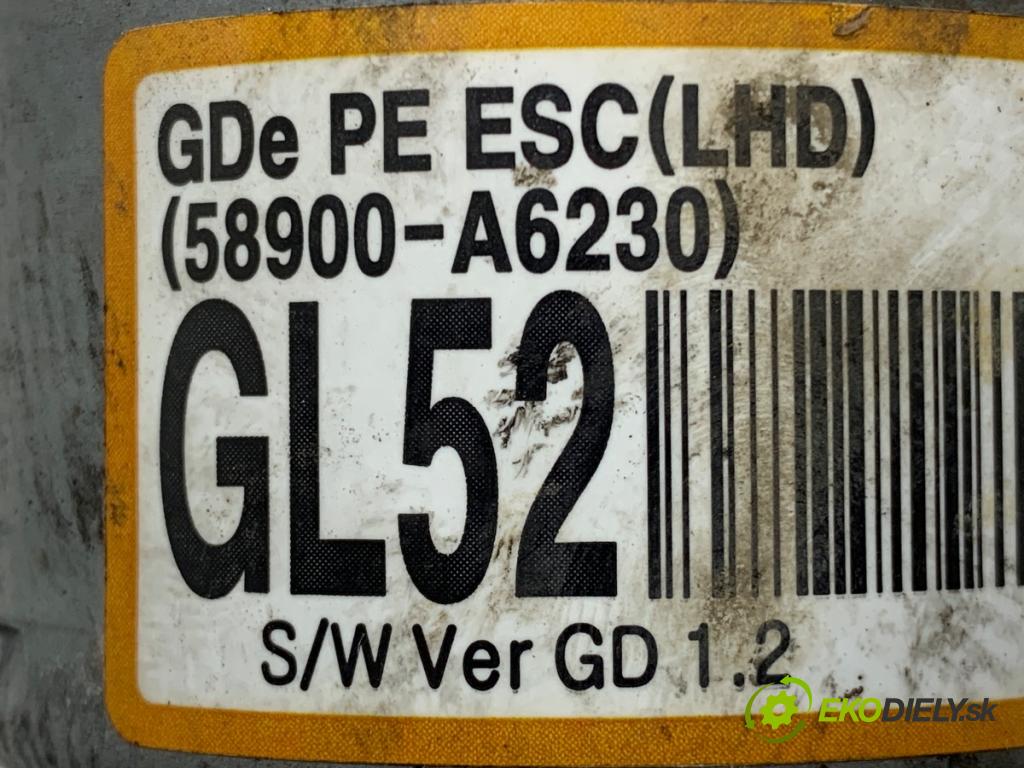 GDe PE ESC(LHD)
(58900-A6230)
GL52
S/W Ver GD 1.2
EKODIELY.sk